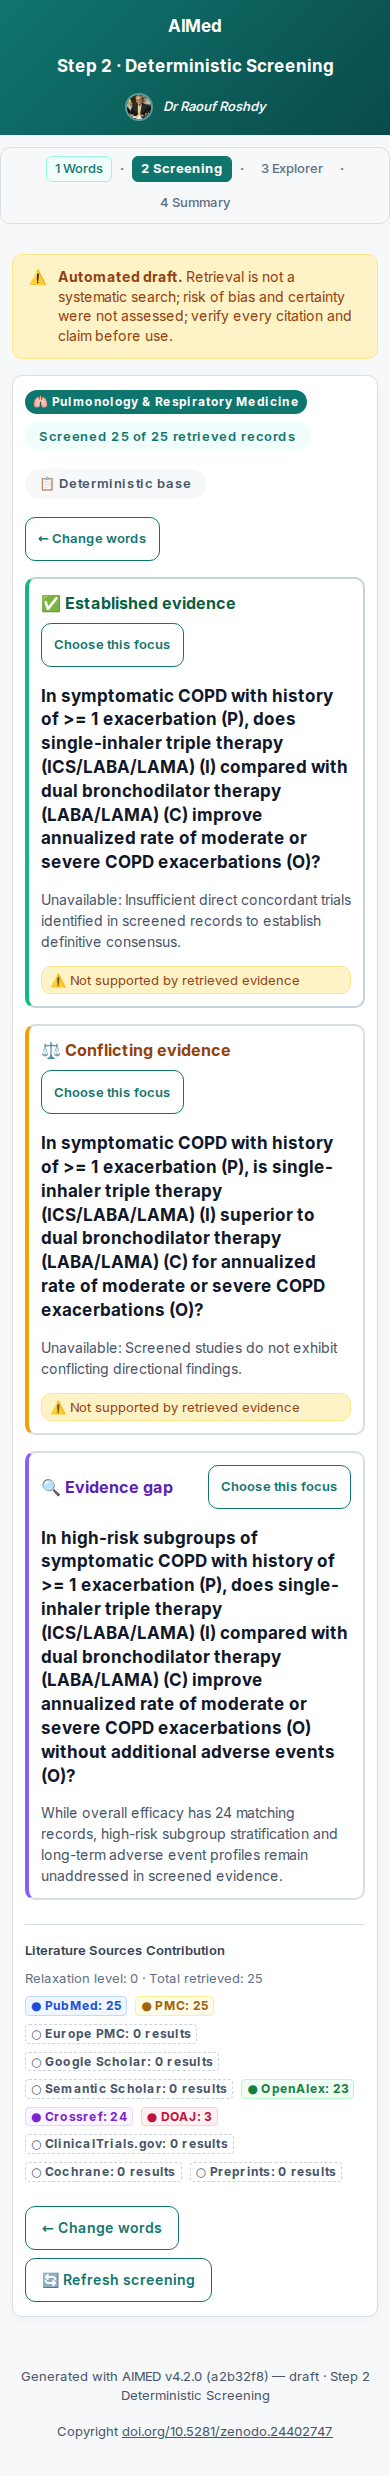 AIMed
Step 2 · Deterministic Screening
Dr Raouf Roshdy
1 Words · 2 Screening · 3 Explorer ·
4 Summary
⚠️ Automated draft. Retrieval is not a
systematic search; risk of bias and certainty
were not assessed; verify every citation and
claim before use.
🫁 Pulmonology & Respiratory Medicine
Screened 25 of 25 retrieved records
📋 Deterministic base
← Change words
✅ Established evidence
Choose this focus
In symptomatic COPD with history
of >= 1 exacerbation (P), does
single-inhaler triple therapy
(ICS/LABA/LAMA) (I) compared with
dual bronchodilator therapy
(LABA/LAMA) (C) improve
annualized rate of moderate or
severe COPD exacerbations (O)?
Unavailable: Insufficient direct concordant trials
identified in screened records to establish
definitive consensus.
⚠️ Not supported by retrieved evidence
⚖️ Conflicting evidence
Choose this focus
In symptomatic COPD with history
of >= 1 exacerbation (P), is single-
inhaler triple therapy
(ICS/LABA/LAMA) (I) superior to
dual bronchodilator therapy
(LABA/LAMA) (C) for annualized
rate of moderate or severe COPD
exacerbations (O)?
Unavailable: Screened studies do not exhibit
conflicting directional findings.
⚠️ Not supported by retrieved evidence
🔍 Evidence gap
Choose this focus
In high-risk subgroups of
symptomatic COPD with history of
>= 1 exacerbation (P), does single-
inhaler triple therapy
(ICS/LABA/LAMA) (I) compared with
dual bronchodilator therapy
(LABA/LAMA) (C) improve
annualized rate of moderate or
severe COPD exacerbations (O)
without additional adverse events
(O)?
While overall efficacy has 24 matching
records, high-risk subgroup stratification and
long-term adverse event profiles remain
unaddressed in screened evidence.
Literature Sources Contribution
Relaxation level: 0 · Total retrieved: 25
● PubMed: 25 ● PMC: 25
○ Europe PMC: 0 results
○ Google Scholar: 0 results
○ Semantic Scholar: 0 results ● OpenAlex: 23
● Crossref: 24 ● DOAJ: 3
○ ClinicalTrials.gov: 0 results
○ Cochrane: 0 results ○ Preprints: 0 results
← Change words
🔄 Refresh screening
Generated with AIMED v4.2.0 (a2b32f8) — draft · Step 2
Deterministic Screening
Copyright doi.org/10.5281/zenodo.24402747